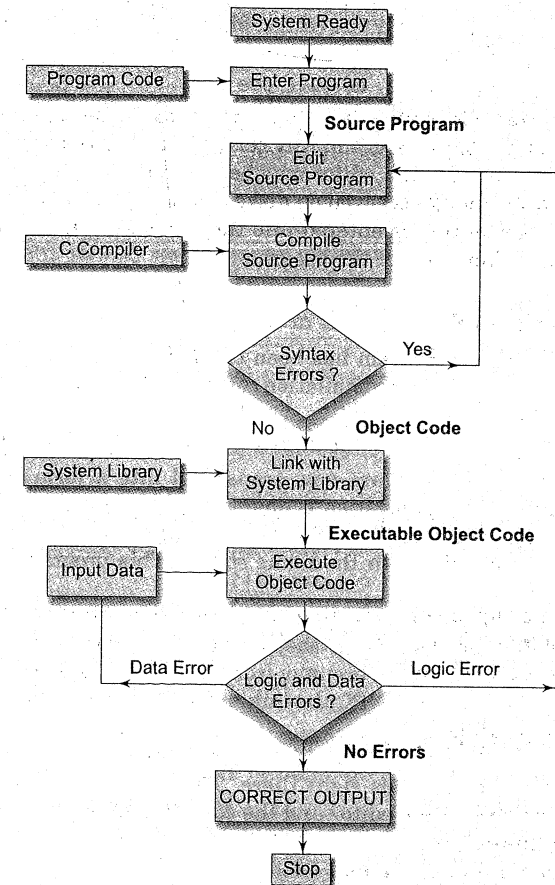 System Ready
Program Code
Enter Program
Source Program
Edit
Source Program
C Compiler
Compile
Source Program
Syntax
Errors ?
Yes
No
Object Code
System Library
Link with
System Library
Executable Object Code
Input Data
Execute
Object Code
Data Error
Logic and Data
Errors ?
Logic Error
No Errors
CORRECT OUTPUT
Stop